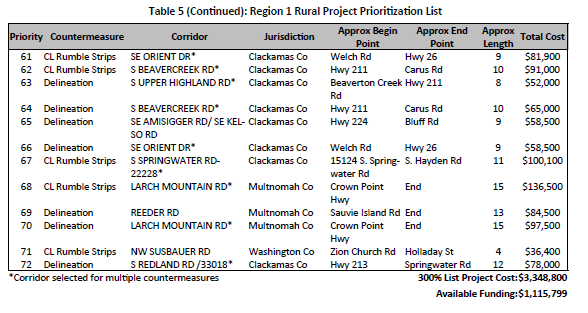 Table 5 (Continued): Region 1 Rural Project Prioritization List
Priority Countermeasure Corridor Jurisdiction Approx Begin Point Approx End Point Approx Length Total Cost
61 CL Rumble Strips SE ORIENT DR* Clackamas Co Welch Rd Hwy 26 9 $81,900
62 CL Rumble Strips S BEAVERCREEK RD* Clackamas Co Hwy 211 Carus Rd 10 $91,000
63 Delineation S UPPER HIGHLAND RD* Clackamas Co Beaverton Creek Hwy 211 8 $52,000
Rd
64 Delineation S BEAVERCREEK RD* Clackamas Co Hwy 211 Carus Rd 10 $65,000
65 Delineation SE AMISIGGER RD/ SE KEL- Clackamas Co Hwy 224 Bluff Rd 9 $58,500
SO RD
66 Delineation SE ORIENT DR* Clackamas Co Welch Rd Hwy 26 9 $58,500
67 CL Rumble Strips S SPRINGWATER RD- Clackamas Co 15124 S. Spring- S. Hayden Rd 11 $100,100
22228* water Rd
68 CL Rumble Strips LARCH MOUNTAIN RD* Multnomah Co Crown Point End 15 $136,500
Hwy
69 Delineation REEDER RD Multnomah Co Sauvie Island Rd End 13 $84,500
70 Delineation LARCH MOUNTAIN RD* Multnomah Co Crown Point End 15 $97,500
Hwy
71 CL Rumble Strips NW SUSBAUER RD Washington Co Zion Church Rd Holladay St 4 $36,400
72 Delineation S REDLAND RD /33018* Clackamas Co Hwy 213 Springwater Rd 12 $78,000
*Corridor selected for multiple countermeasures 300% List Project Cost:$3,348,800
Available Funding:$1,115,799